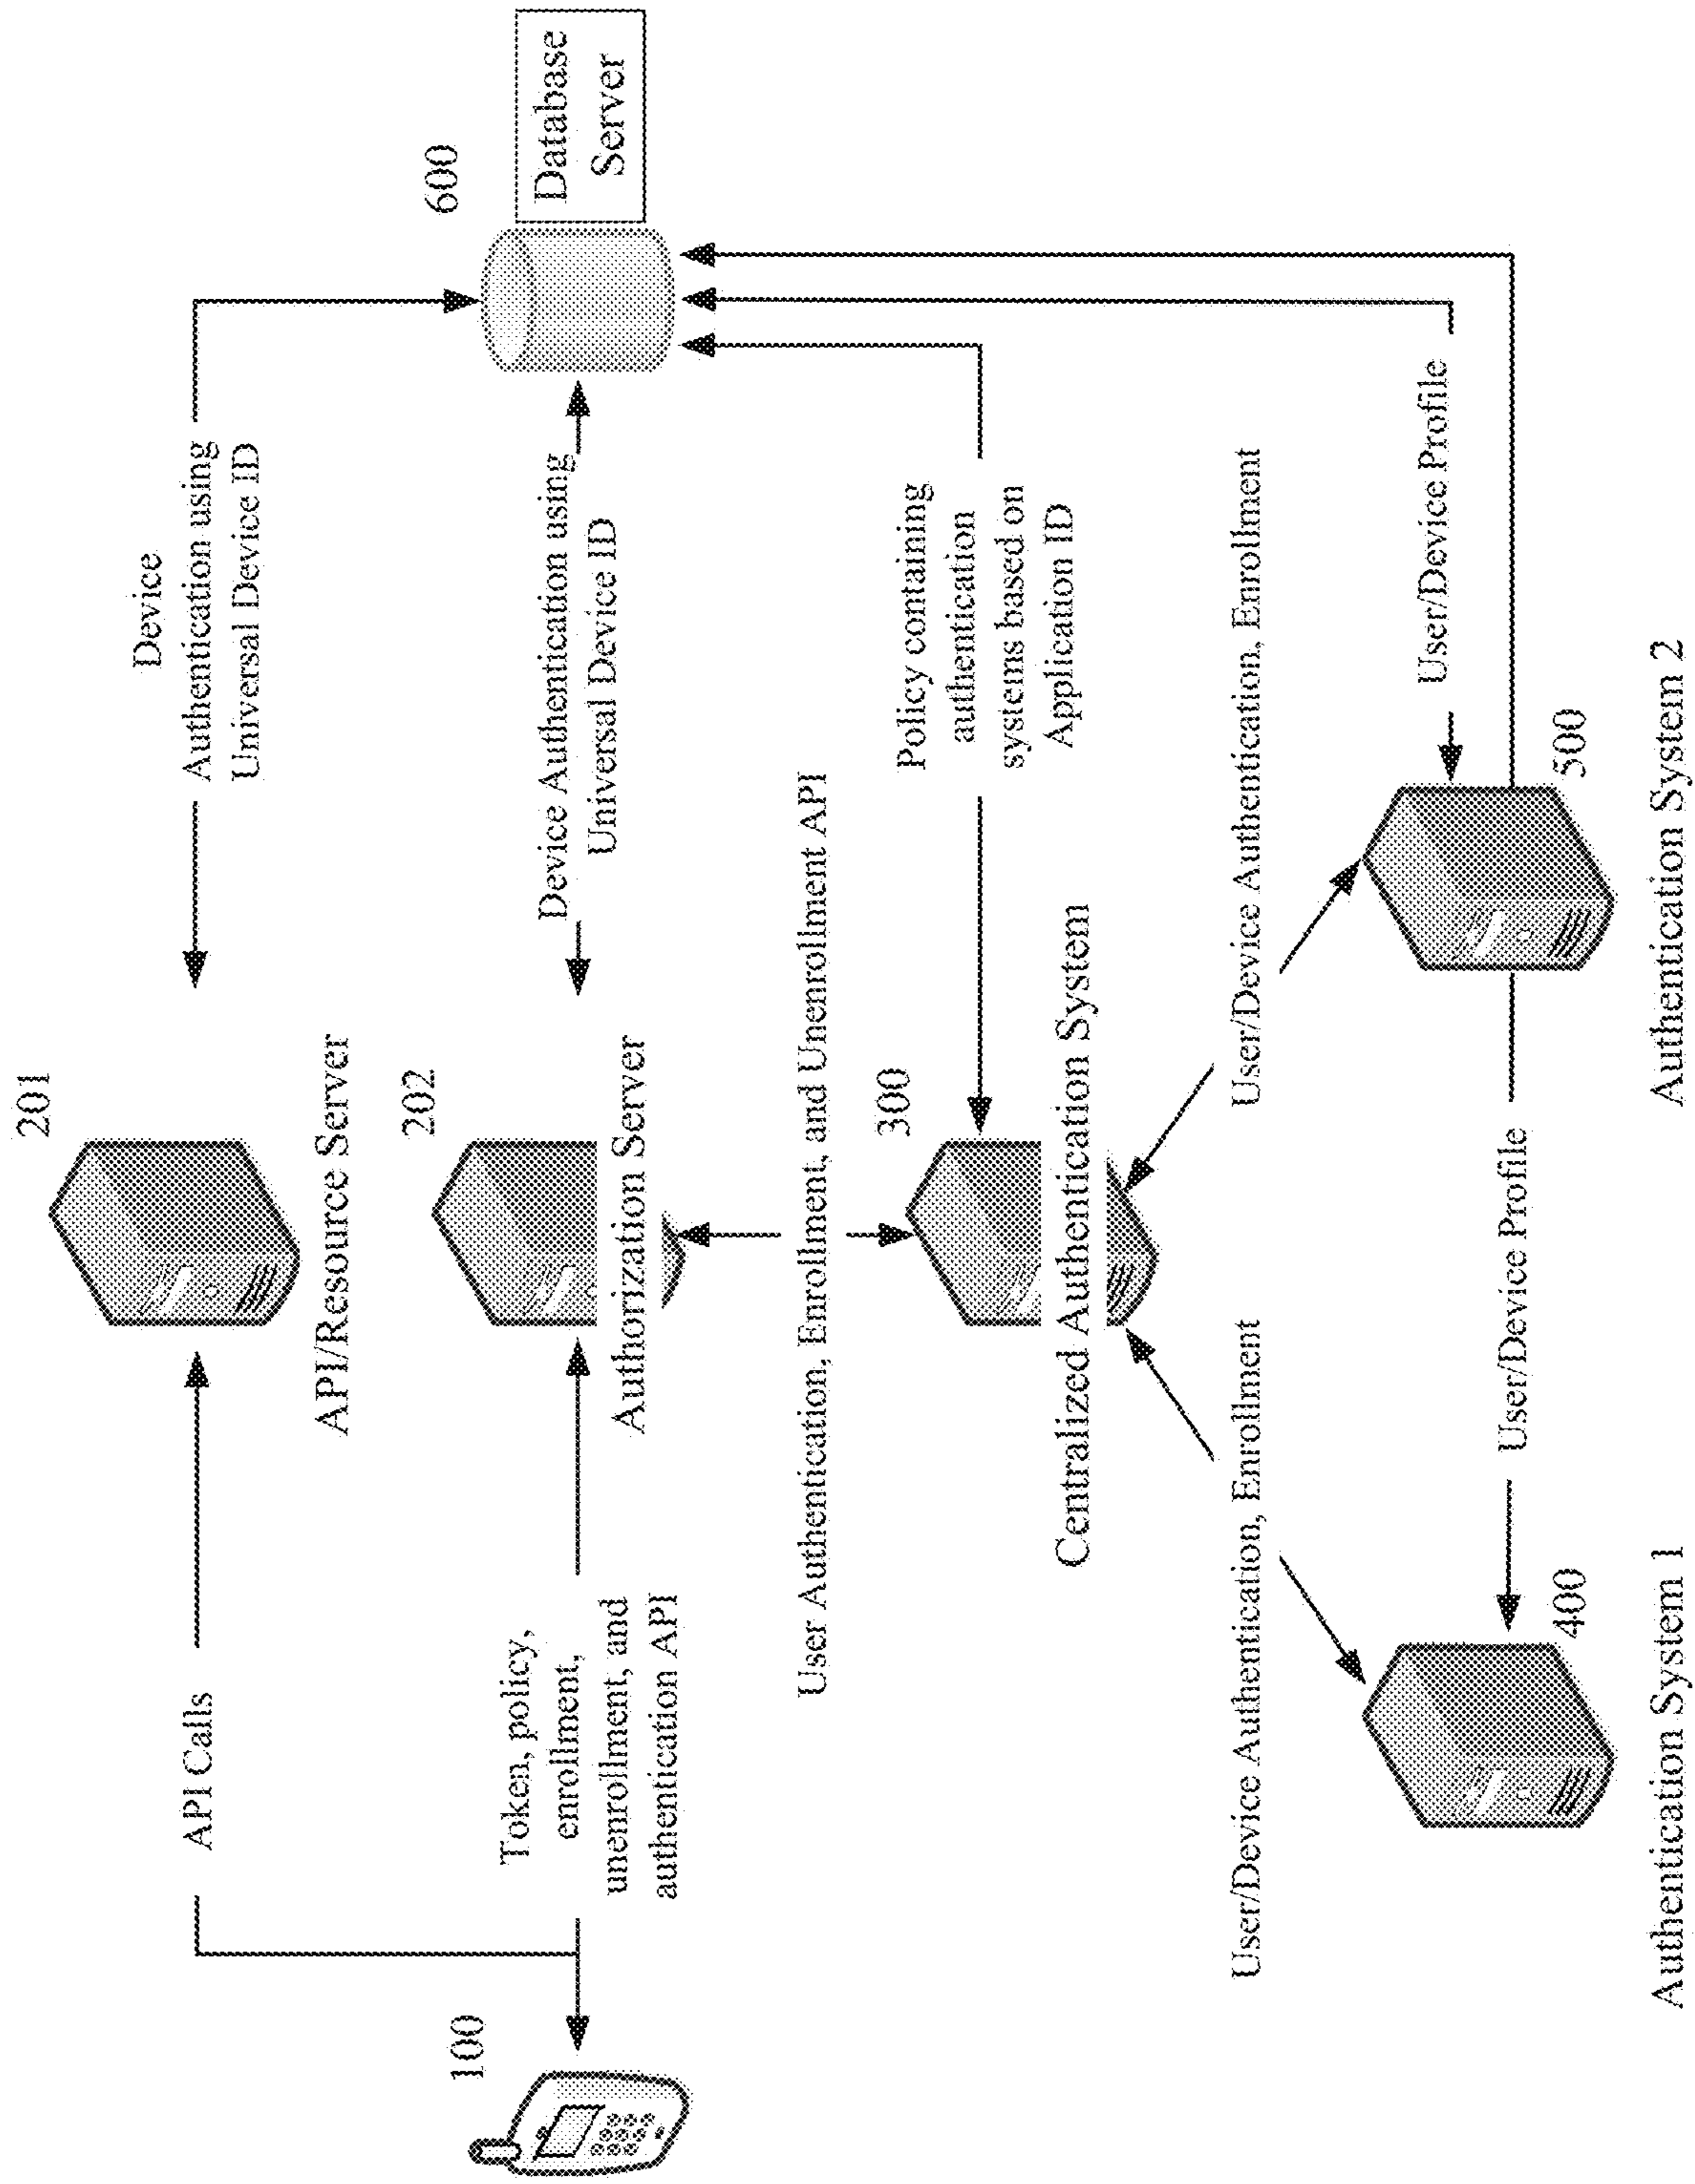 201
API Calls
API/Resource Server
Device
Authentication using
Universal Device ID
100
202
600
Token, policy,
enrollment,
unenrollment, and
authentication API
Authorization Server
Device Authentication using
Universal Device ID
Database
Server
User Authentication, Enrollment, and Unenrollment API
300
Centralized Authentication System
Policy containing
authentication
systems based on
Application ID
User/Device Authentication, Enrollment
User/Device Authentication, Enrollment
User/Device Profile
User/Device Profile
400
500
Authentication System 1
Authentication System 2